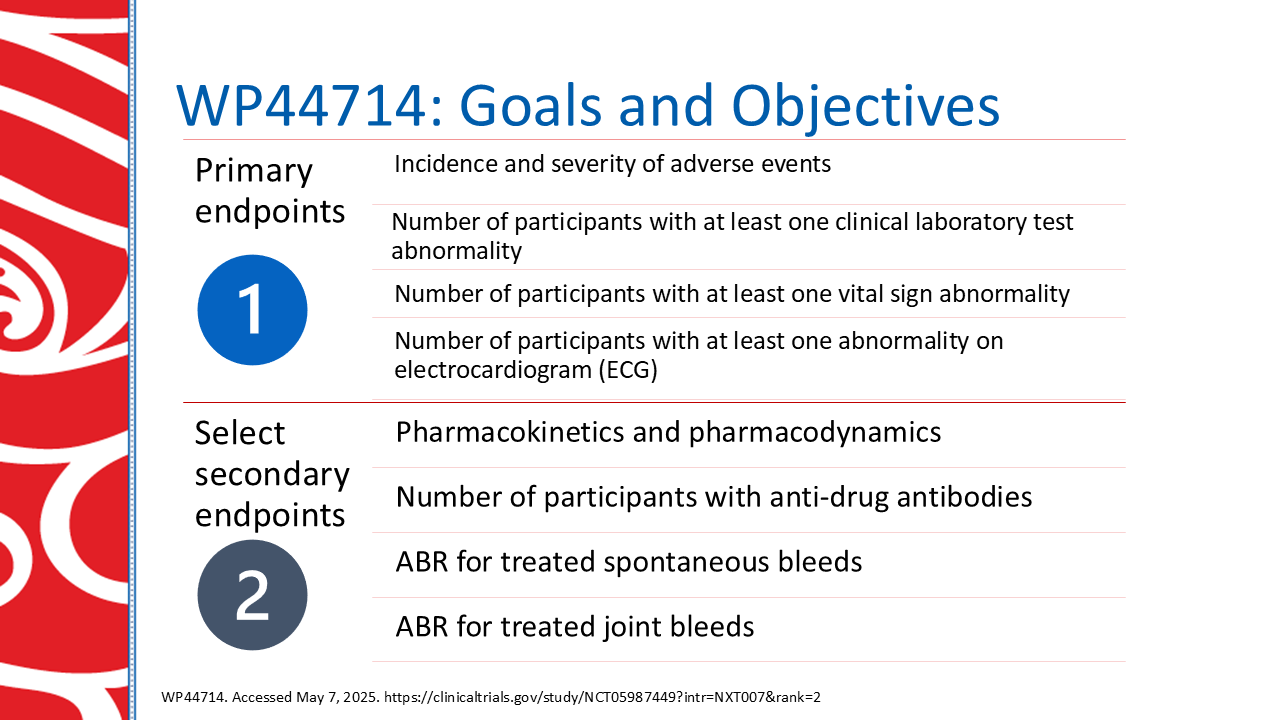 WP44714: Goals and Objectives
Primary
endpoints
1
Incidence and severity of adverse events
Number of participants with at least one clinical laboratory test
abnormality
Number of participants with at least one vital sign abnormality
Number of participants with at least one abnormality on
electrocardiogram (ECG)
Select
secondary
endpoints
2
Pharmacokinetics and pharmacodynamics
Number of participants with anti-drug antibodies
ABR for treated spontaneous bleeds
ABR for treated joint bleeds
WP44714. Accessed May 7, 2025. https://clinicaltrials.gov/study/NCT05987449?intr=NXT007&rank=2